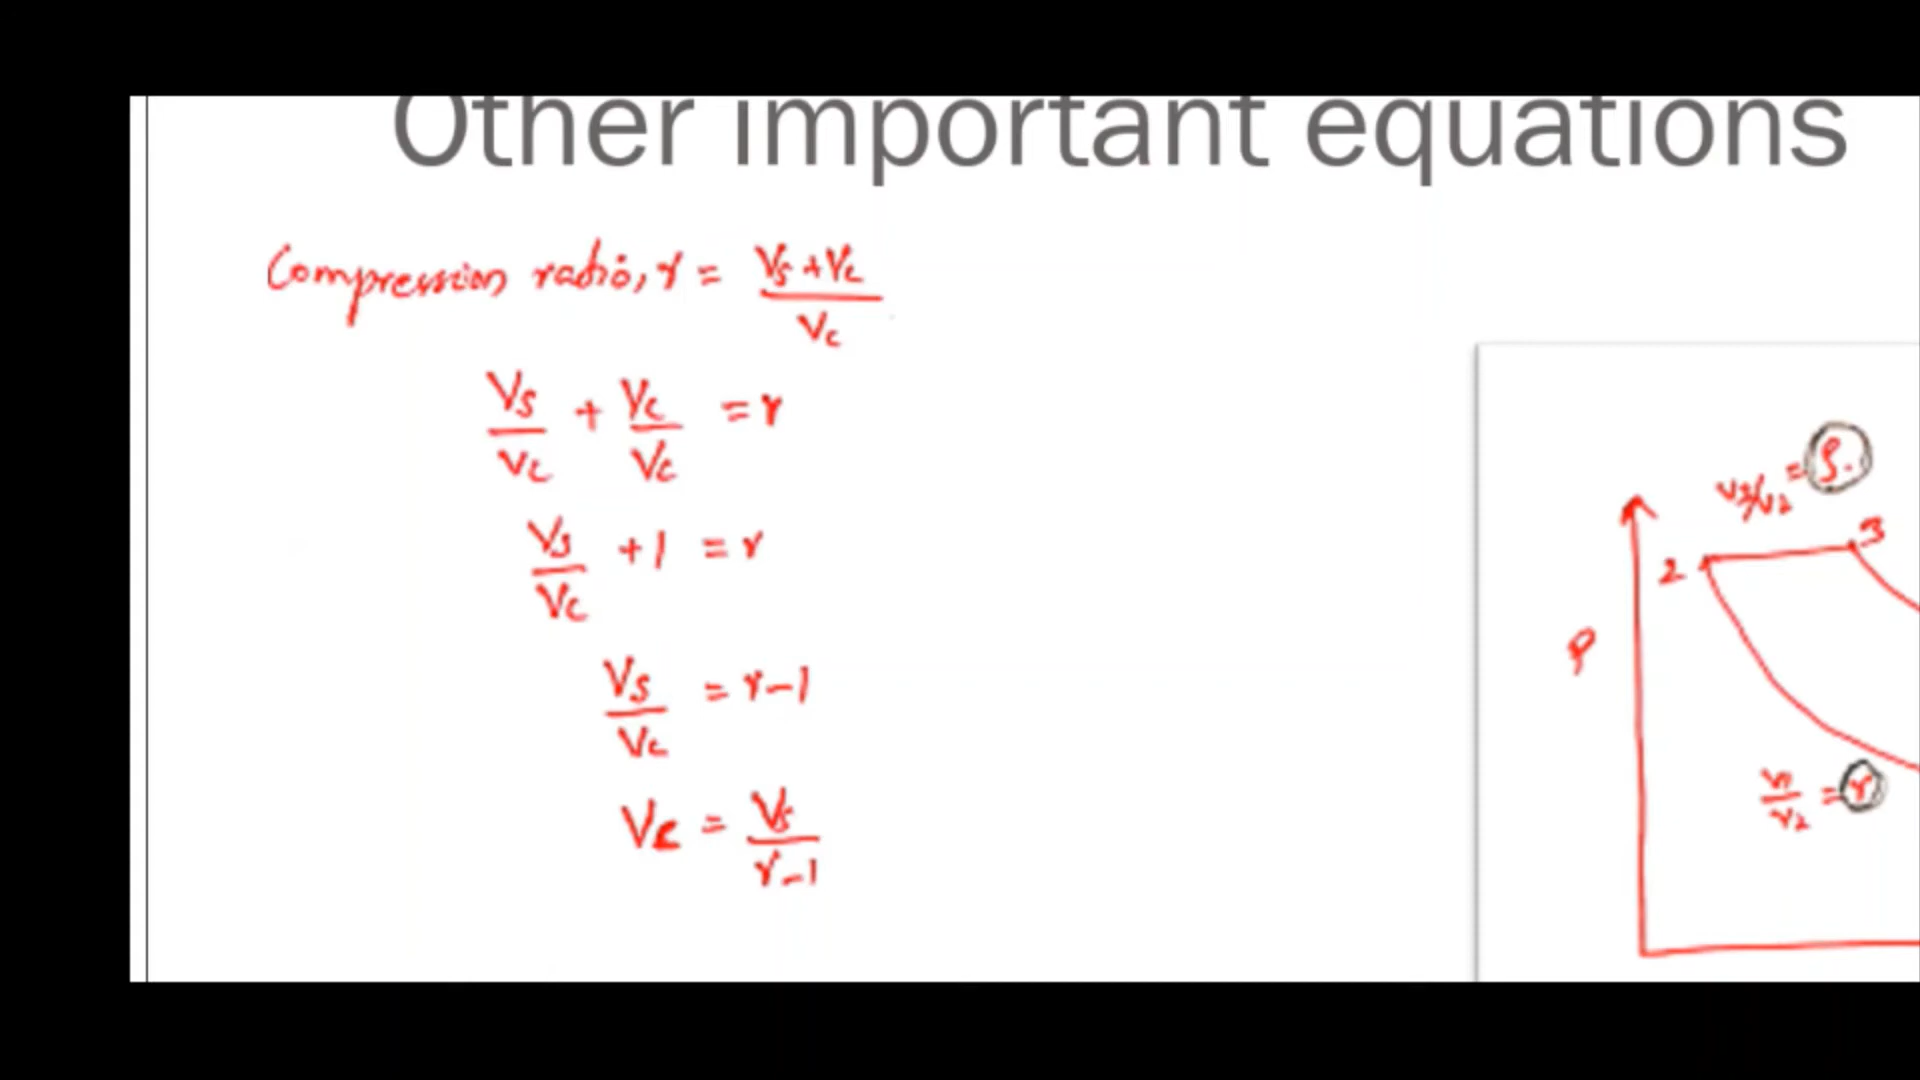 Other important equations
Compression ratio, r = (Vs + Vc) / Vc
Vs/Vc + Vc/Vc = r
Vs/Vc + 1 = r
Vs/Vc = r-1
Vc = Vs / (r-1)
V3/V2 = ρ.
2 3
P
V1/V2 = r